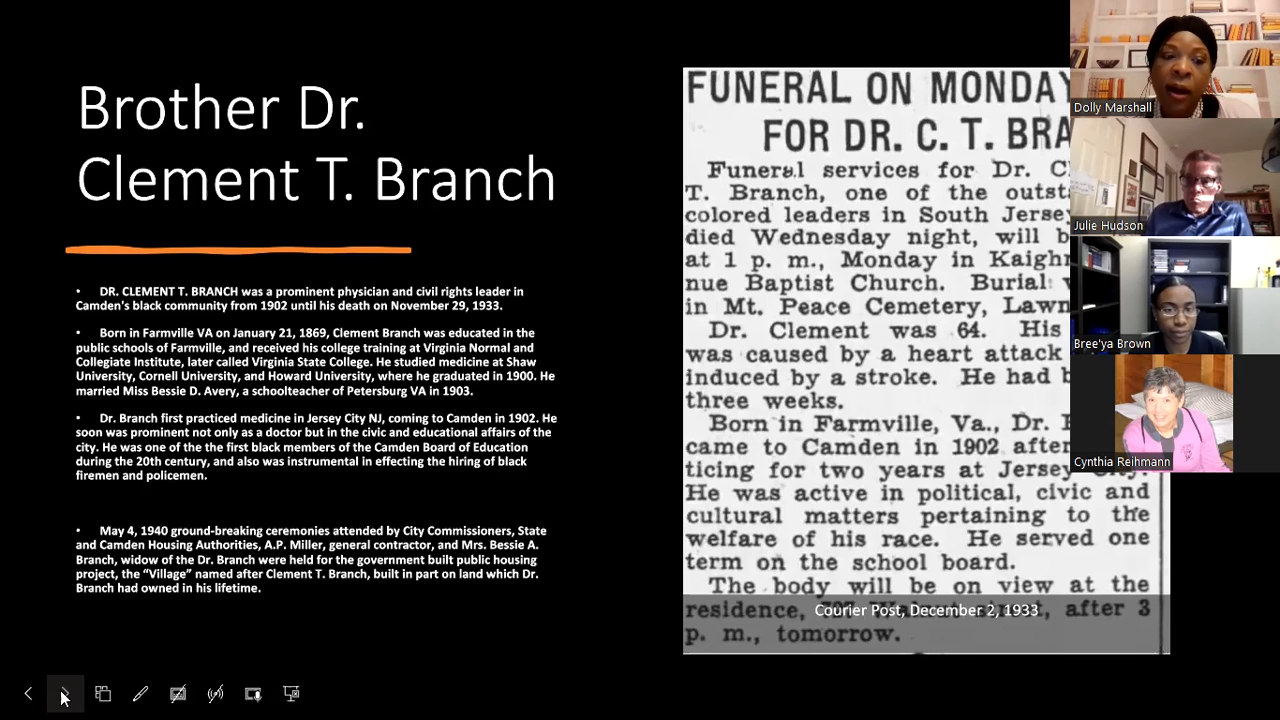 Brother Dr.
Clement T. Branch
• DR. CLEMENT T. BRANCH was a prominent physician and civil rights leader in
Camden's black community from 1902 until his death on November 29, 1933.
• Born in Farmville VA on January 21, 1869, Clement Branch was educated in the
public schools of Farmville, and received his college training at Virginia Normal and
Collegiate Institute, later called Virginia State College. He studied medicine at Shaw
University, Cornell University, and Howard University, where he graduated in 1900. He
married Miss Bessie D. Avery, a schoolteacher of Petersburg VA in 1903.
• Dr. Branch first practiced medicine in Jersey City NJ, coming to Camden in 1902. He
soon was prominent not only as a doctor but in the civic and educational affairs of the
city. He was one of the the first black members of the Camden Board of Education
during the 20th century, and also was instrumental in effecting the hiring of black
firemen and policemen.
• May 4, 1940 ground-breaking ceremonies attended by City Commissioners, State
and Camden Housing Authorities, A.P. Miller, general contractor, and Mrs. Bessie A.
Branch, widow of the Dr. Branch were held for the government built public housing
project, the “Village” named after Clement T. Branch, built in part on land which Dr.
Branch had owned in his lifetime.
FUNERAL ON MONDAY
FOR DR. C. T. BRA
Funeral services for Dr. C
T. Branch, one of the outst
colored leaders in South Jersey
died Wednesday night, will b
at 1 p. m., Monday in Kaighn
nue Baptist Church. Burial
in Mt. Peace Cemetery, Lawn
Dr. Clement was 64. His
was caused by a heart attack
induced by a stroke. He had b
three weeks.
Born in Farmville, Va., Dr.
came to Camden in 1902 after
ticing for two years at Jersey City.
He was active in political, civic and
cultural matters pertaining to the
welfare of his race. He served one
term on the school board.
The body will be on view at the
residence, after 3
p. m., tomorrow.
Courier Post, December 2, 1933
Dolly Marshall
Julie Hudson
Bree'ya Brown
Cynthia Reihmann